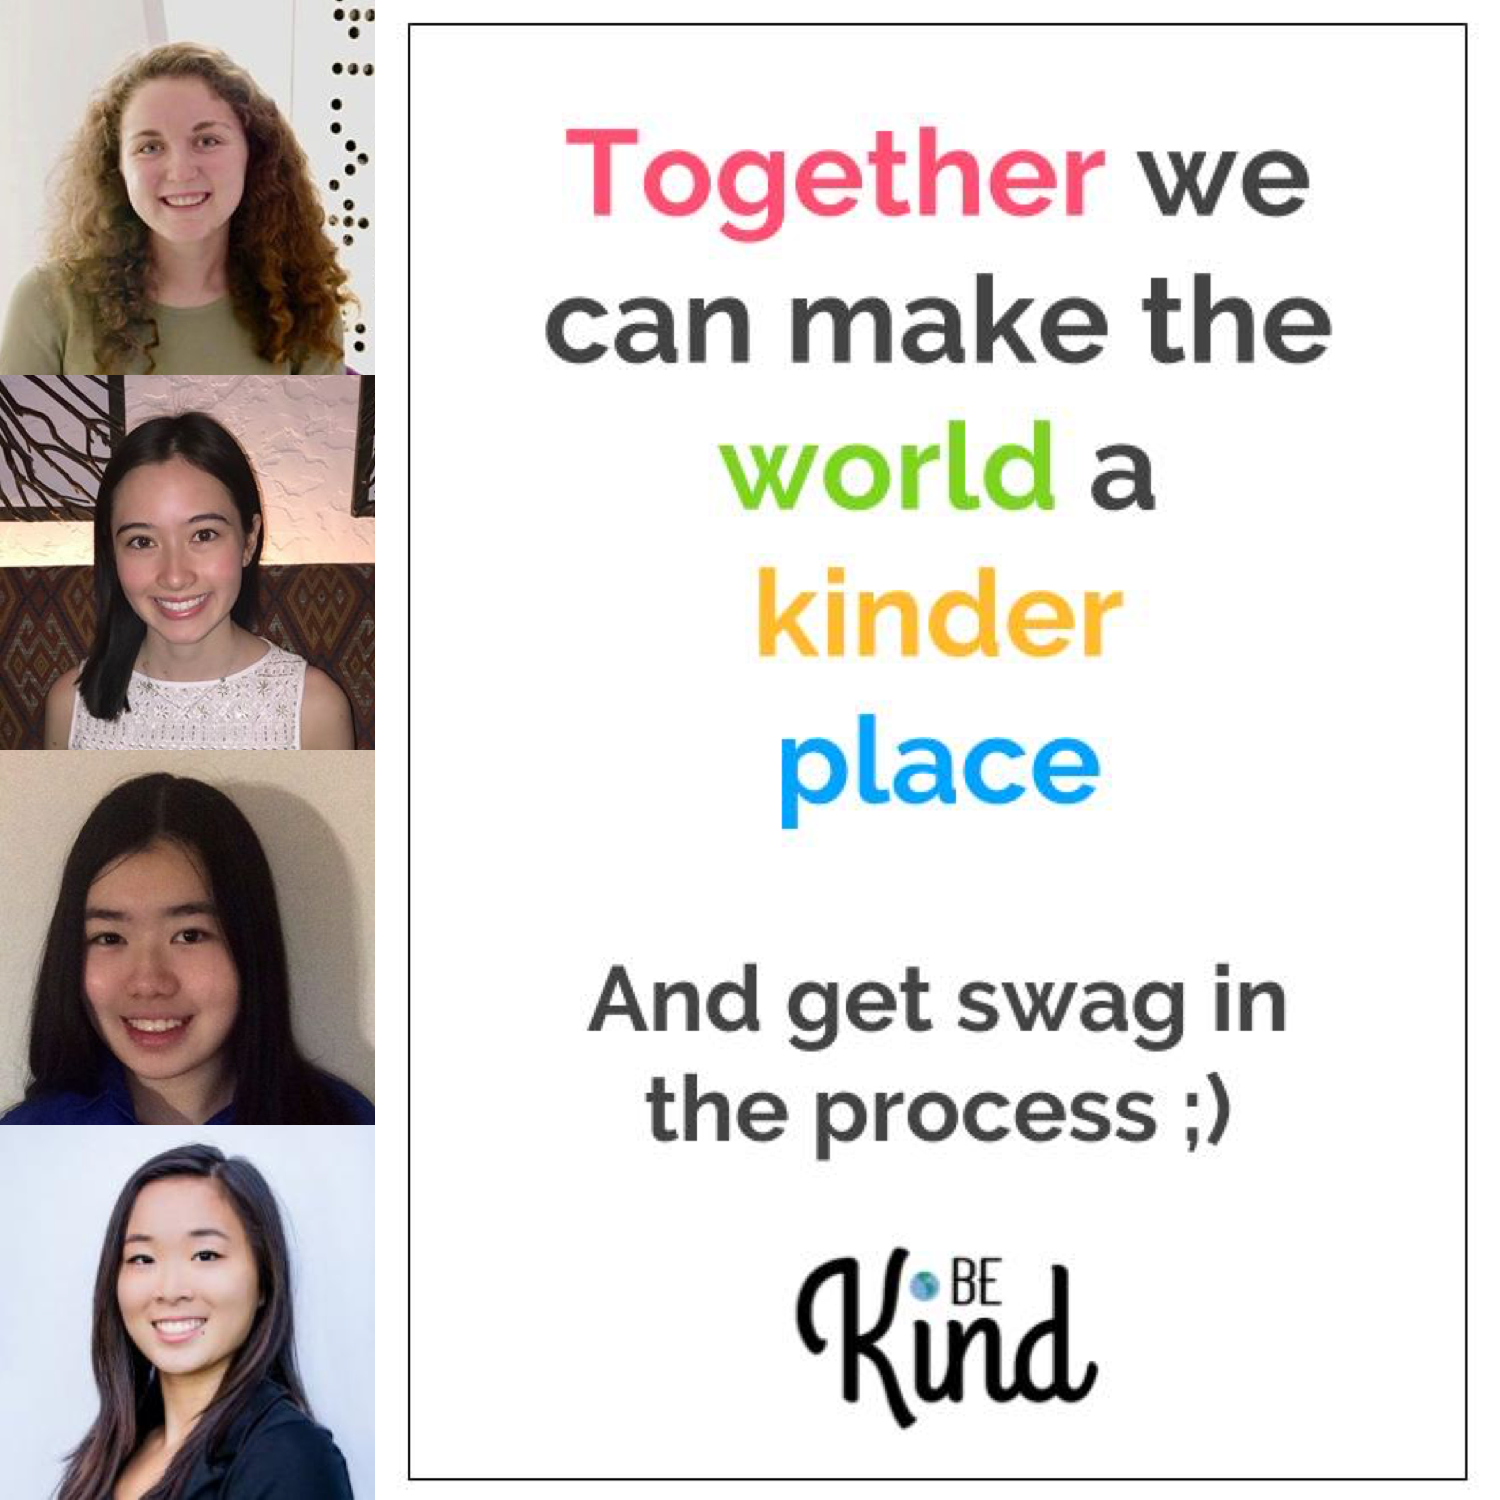 Together we
can make the
world a
kinder
place
And get swag in
the process ;)
BE
Kind